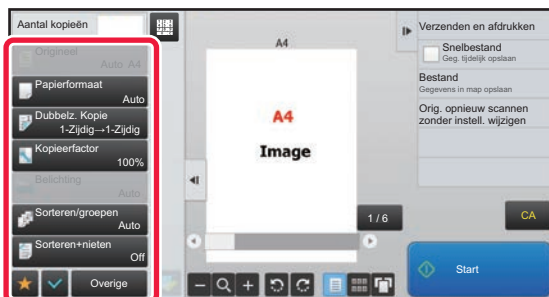 Aantal kopieën
Origineel
Auto A4
Papierformaat
Auto
Dubbelz. Kopie
1-Zijdig→1-Zijdig
Kopieerfactor
100%
Belichting
Auto
Sorteren/groepen
Auto
Sorteren+nieten
Off
Overige
A4
A4
Image
1 / 6
Verzenden en afdrukken
Snelbestand
Geg. tijdelijk opslaan
Bestand
Gegevens in map opslaan
Orig. opnieuw scannen
zonder instell. wijzigen
CA
Start